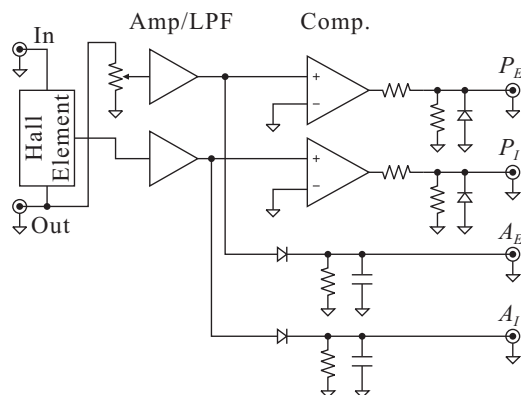 Amp/LPF
Comp.
In
Hall
Element
Out
+
−
+
−
P_E
P_I
A_E
A_I